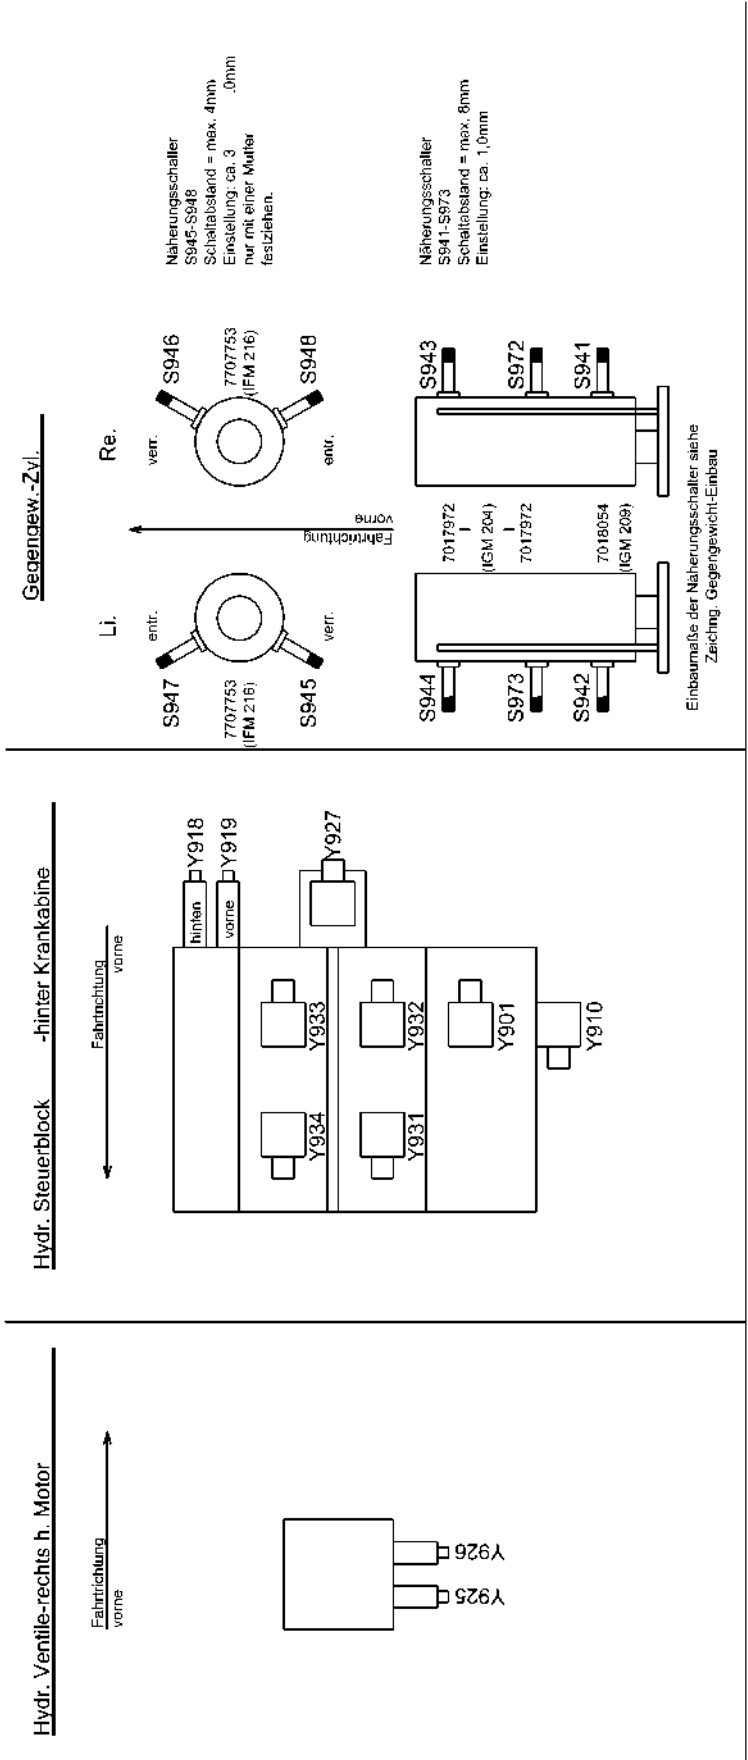 Hydr. Ventile-rechts h. Motor
Fahrtrichtung
vorne
Y925
Y926
Hydr. Steuerblock -hinter Krankabine
Fahrtrichtung
vorne
hinten
Y918
vorne
Y919
Y934
Y933
Y927
Y931
Y932
Y901
Y910
Gegengew.-Zyl.
Li.
Re.
entr.
verr.
S947
S946
7707753
(IFM 216)
7707753
(IFM 216)
S945
S948
verr.
entr.
Fahrtrichtung
vorne
Näherungsschalter
S945-S948
Schaltabstand = max. 4mm
Einstellung: ca. 3 .0mm
nur mit einer Mutter
festziehen.
S944
S943
7017972
(IGM 204)
7017972
S973
S972
7018054
(IGM 209)
S942
S941
Näherungsschalter
S941-S973
Schaltabstand = max. 8mm
Einstellung: ca. 1,0mm
Einbaumaße der Näherungsschalter siehe
Zeichng. Gegengewicht-Einbau